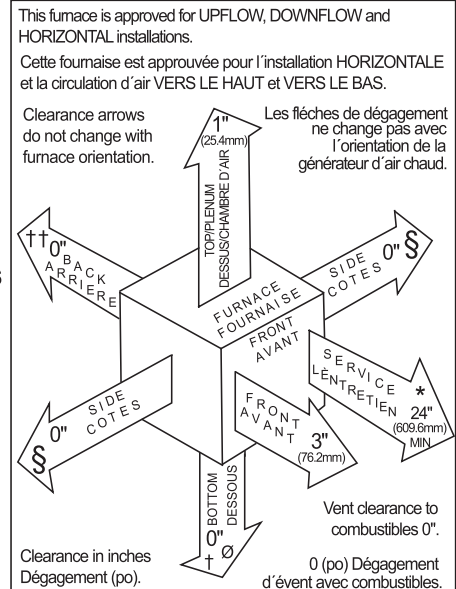 This furnace is approved for UPFLOW, DOWNFLOW and
HORIZONTAL installations.
Cette fournaise est appprouvée pour l´installation HORIZONTALE
et la circulation d´air VERS LE HAUT et VERS LE BAS.
Clearance arrows
do not change with
furnace orientation.
Les fléches de dégagement
ne change pas avec
l´orientation de la
générateur d´air chaud.
1"
(25.4mm)
TOP/PLENUM
DESSUS/CHAMBRE D´AIR
††0"
BACK
ARRIERE
SIDE
COTES
0" §
FURNACE
FOURNAISE
FRONT
AVANT
SERVICE
LÈNTRETIEN
*
24"
(609.6mm)
MIN
SIDE
COTES
0"
§
FRONT
AVANT
3"
(76.2mm)
BOTTOM
DESSOUS
0"
† Ø
Vent clearance to
combustibles 0".
Clearance in inches
Dégagement (po).
0 (po) Dégagement
d´évent avec combustibles.